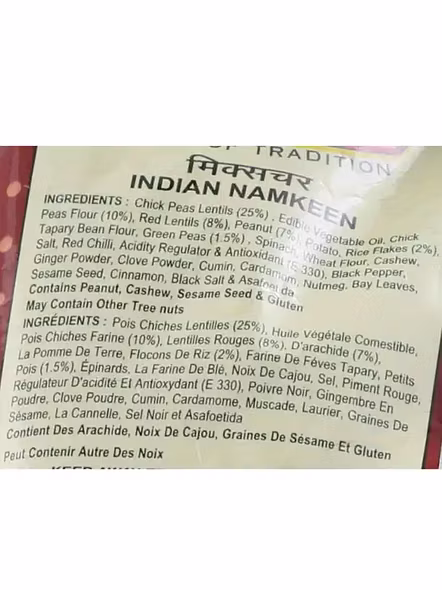 OF TRADITION
मिक्सचर
INDIAN NAMKEEN
INGREDIENTS : Chick Peas Lentils (25%) , Edible Vegetable Oil, Chick
Peas Flour (10%), Red Lentils (8%), Peanut (7%), Potato, Rice Flakes (2%),
Tapary Bean Flour, Green Peas (1.5%) , Spinach, Wheat Flour, Cashew,
Salt, Red Chilli, Acidity Regulator & Antioxidant (E 330), Black Pepper,
Ginger Powder, Clove Powder, Cumin, Cardamom, Nutmeg, Bay Leaves,
Sesame Seed, Cinnamon, Black Salt & Asafoetida
Contains Peanut, Cashew, Sesame Seed & Gluten
May Contain Other Tree nuts
INGRÉDIENTS : Pois Chiches Lentilles (25%), Huile Végétale Comestible,
Pois Chiches Farine (10%), Lentilles Rouges (8%), D'arachide (7%),
La Pomme De Terre, Flocons De Riz (2%), Farine De Fèves Tapary, Petits
Pois (1.5%), Épinards, La Farine De Blé, Noix De Cajou, Sel, Piment Rouge,
Régulateur D'acidité Et Antioxydant (E 330), Poivre Noir, Gingembre En
Poudre, Clove Poudre, Cumin, Cardamome, Muscade, Laurier, Graines De
Sésame, La Cannelle, Sel Noir et Asafoetida
Contient Des Arachide, Noix De Cajou, Graines De Sésame Et Gluten
Peut Contenir Autre Des Noix